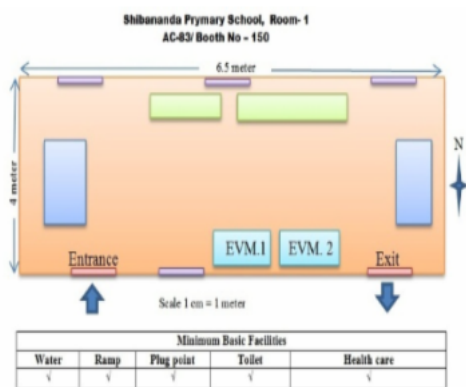 Shibananda Prymary School, Room- 1
AC-83/ Booth No – 150
6.5 meter
4 meter
N
EVM.1 EVM. 2
Entrance Exit
Scale 1 cm = 1 meter
Minimum Basic Facilities
Water Ramp Plug point Toilet Health care
√ √ √ √ √